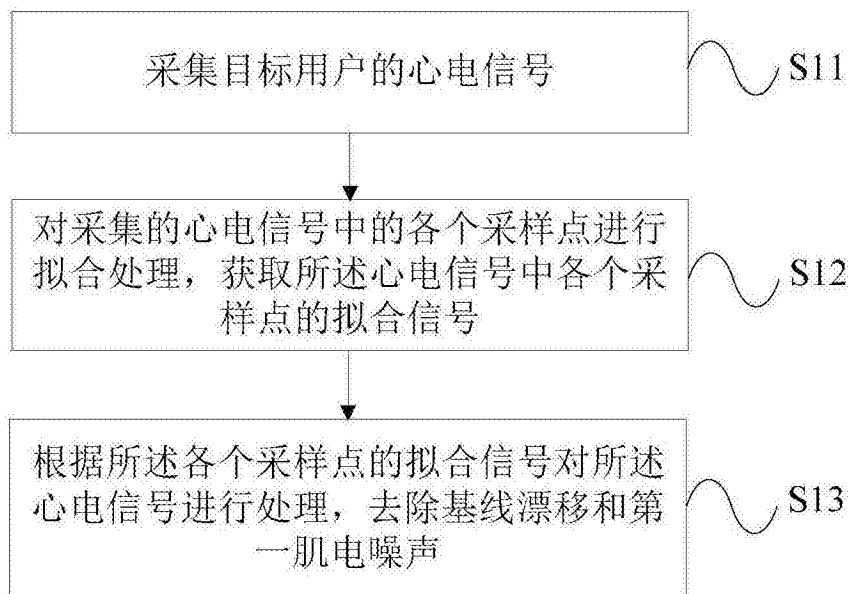 采集目标用户的心电信号
S11
对采集的心电信号中的各个采样点进行
拟合处理，获取所述心电信号中各个采
样点的拟合信号
S12
根据所述各个采样点的拟合信号对所述
心电信号进行处理，去除基线漂移和第
一肌电噪声
S13